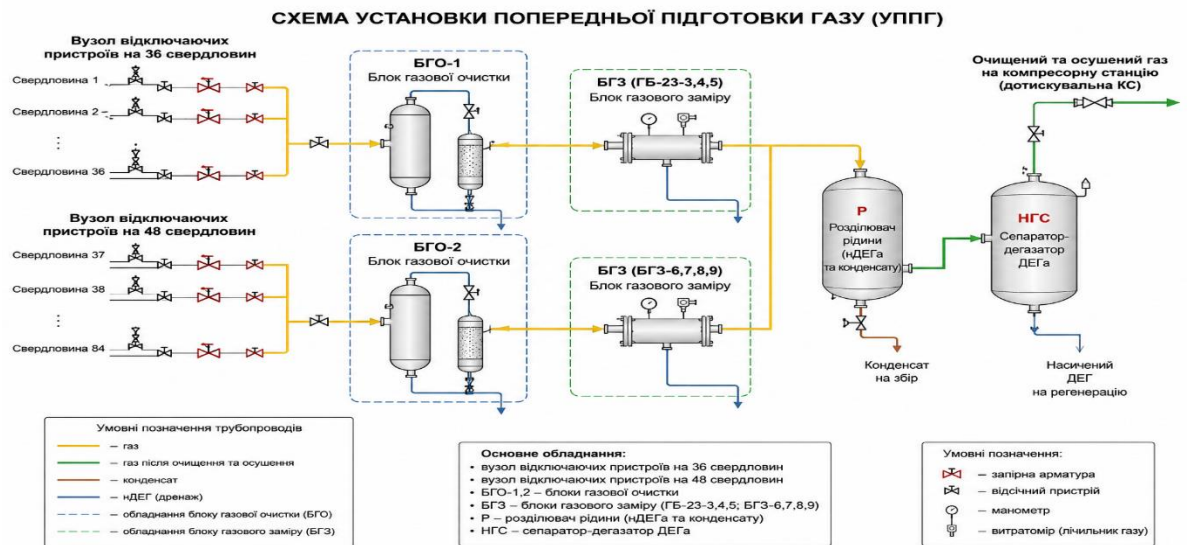 СХЕМА УСТАНОВКИ ПОПЕРЕДНЬОЇ ПІДГОТОВКИ ГАЗУ (УППГ)
Вузол відключаючих
пристроїв на 36 свердловин
Свердловина 1
Свердловина 2
⋮
Свердловина 36
Вузол відключаючих
пристроїв на 48 свердловин
Свердловина 37
Свердловина 38
⋮
Свердловина 84
БГО-1
Блок газової очистки
БГО-2
Блок газової очистки
БГЗ (ГБ-23-3,4,5)
Блок газового заміру
БГЗ (БГЗ-6,7,8,9)
Блок газового заміру
Р
Розділювач
рідини
(нДЕГа
та конденсату)
Конденсат
на збір
Очищений та осушений газ
на компресорну станцію
(дотискувальна КС)
НГС
Сепаратор-
дегазатор
ДЕГа
Насичений
ДЕГ
на регенерацію
Умовні позначення трубопроводів
– газ
– газ після очищення та осушення
– конденсат
– нДЕГ (дренаж)
– обладнання блоку газової очистки (БГО)
– обладнання блоку газового заміру (БГЗ)
Основне обладнання:
• вузол відключаючих пристроїв на 36 свердловин
• вузол відключаючих пристроїв на 48 свердловин
• БГО-1,2 – блоки газової очистки
• БГЗ – блоки газового заміру (ГБ-23-3,4,5; БГЗ-6,7,8,9)
• Р – розділювач рідини (нДЕГа та конденсату)
• НГС – сепаратор-дегазатор ДЕГа
Умовні позначення:
– запірна арматура
– відсічний пристрій
– манометр
– витратомір (лічильник газу)